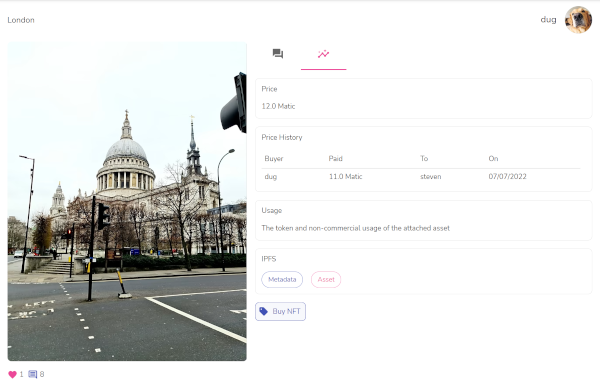 London
dug
Price
12.0 Matic
Price History
Buyer Paid To On
dug 11.0 Matic steven 07/07/2022
Usage
The token and non-commercial usage of the attached asset
IPFS
Metadata Asset
Buy NFT
1 8